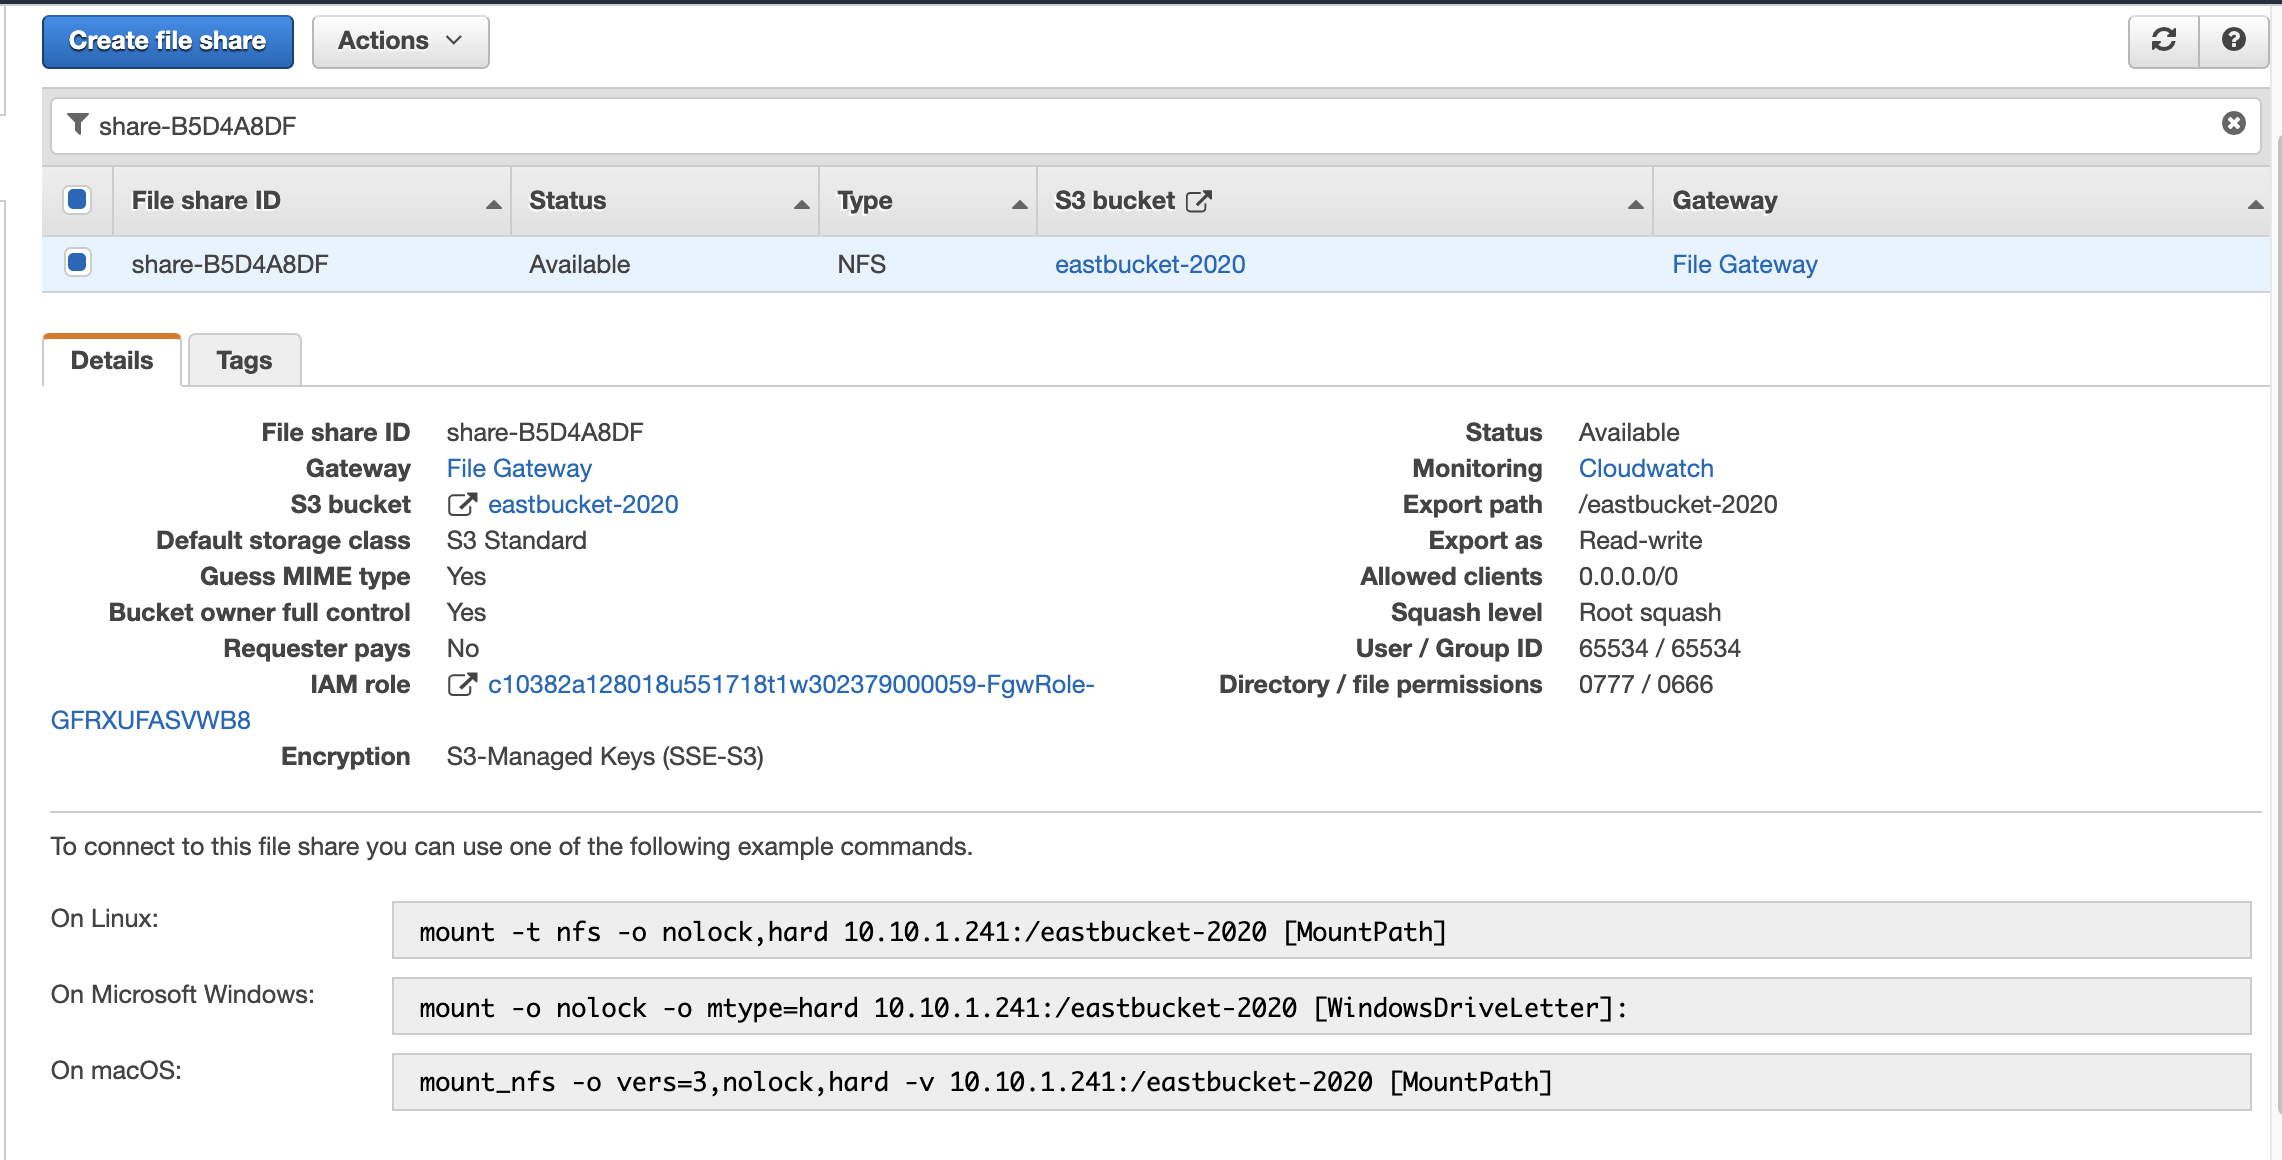 Create file share Actions
share-B5D4A8DF
File share ID Status Type S3 bucket Gateway
share-B5D4A8DF Available NFS eastbucket-2020 File Gateway
Details Tags
File share ID share-B5D4A8DF
Gateway File Gateway
S3 bucket eastbucket-2020
Default storage class S3 Standard
Guess MIME type Yes
Bucket owner full control Yes
Requester pays No
IAM role c10382a128018u551718t1w302379000059-FgwRole-
GFRXUFASVWB8
Encryption S3-Managed Keys (SSE-S3)
Status Available
Monitoring Cloudwatch
Export path /eastbucket-2020
Export as Read-write
Allowed clients 0.0.0.0/0
Squash level Root squash
User / Group ID 65534 / 65534
Directory / file permissions 0777 / 0666
To connect to this file share you can use one of the following example commands.
On Linux: mount -t nfs -o nolock,hard 10.10.1.241:/eastbucket-2020 [MountPath]
On Microsoft Windows: mount -o nolock -o mtype=hard 10.10.1.241:/eastbucket-2020 [WindowsDriveLetter]:
On macOS: mount_nfs -o vers=3,nolock,hard -v 10.10.1.241:/eastbucket-2020 [MountPath]